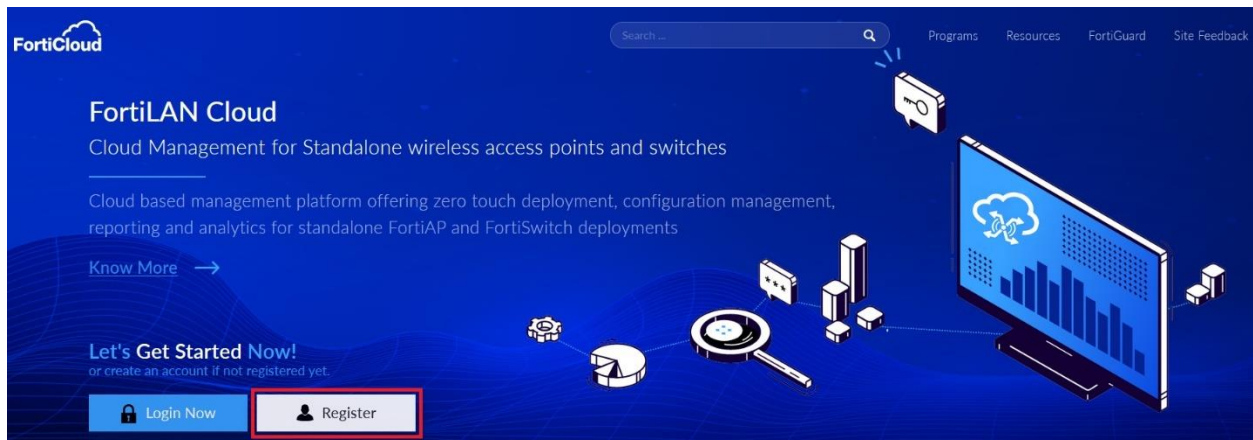 FortiCloud
Search ...
Programs
Resources
FortiGuard
Site Feedback
FortiLAN Cloud
Cloud Management for Standalone wireless access points and switches
Cloud based management platform offering zero touch deployment, configuration management,
reporting and analytics for standalone FortiAP and FortiSwitch deployments
Know More
***
Let's Get Started Now!
or create an account if not registered yet.
Login Now
Register